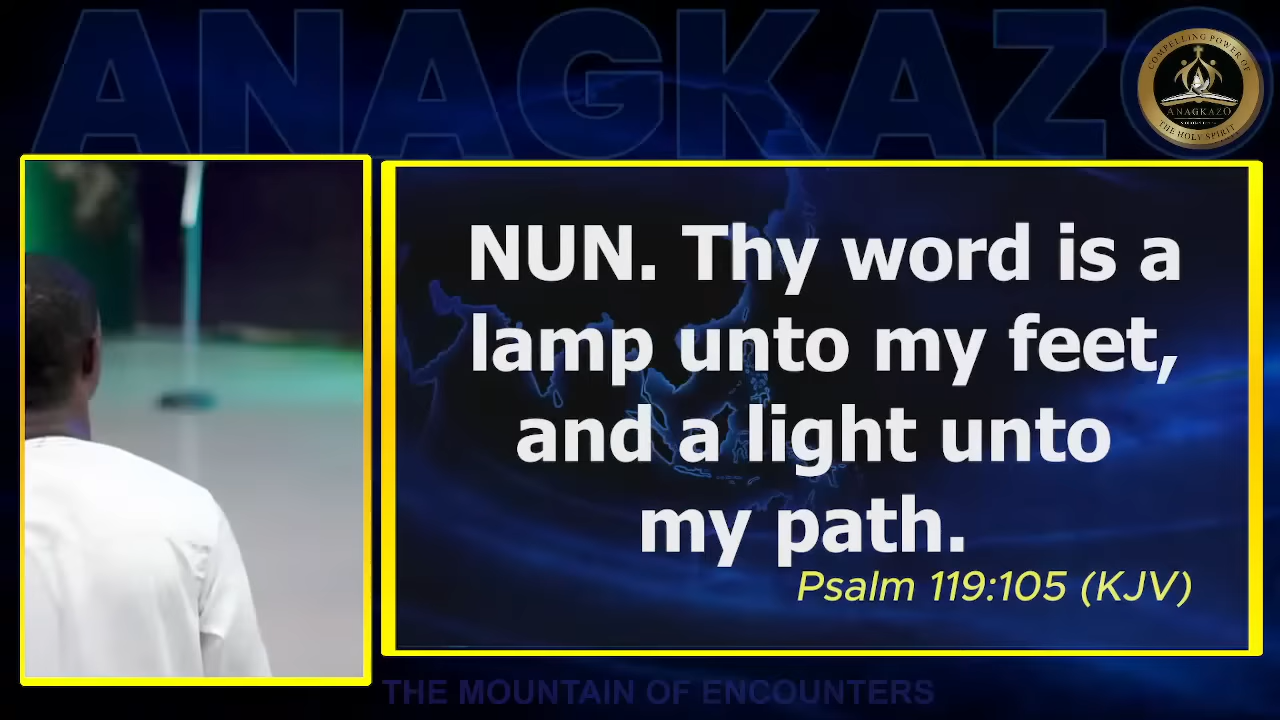 ANAGKAZO
COMPELLING POWER OF
ANAGKAZO
THE HOLY SPIRIT
NUN. Thy word is a
lamp unto my feet,
and a light unto
my path.
Psalm 119:105 (KJV)
THE MOUNTAIN OF ENCOUNTERS